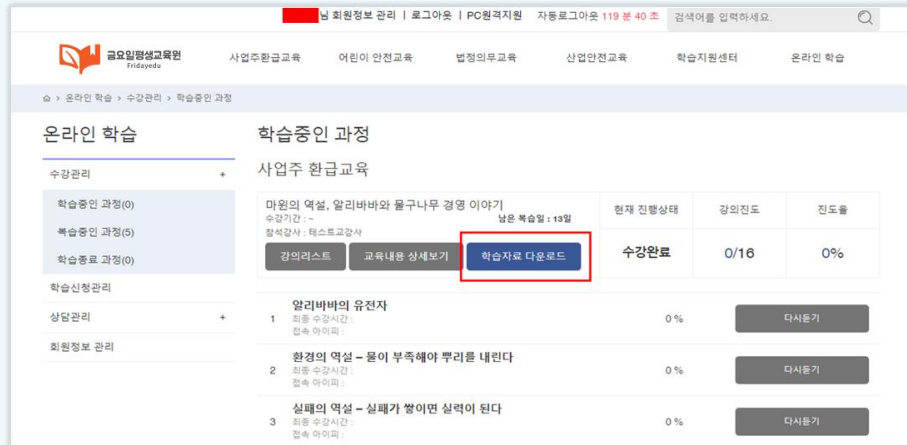 님 회원정보 관리 | 로그아웃 | PC원격지원 자동로그아웃 119 분 40 초 검색어를 입력하세요.
금요일평생교육원
Fridayedu
사업주환급교육 어린이 안전교육 법정의무교육 산업안전교육 학습지원센터 온라인 학습
> 온라인 학습 > 수강관리 > 학습중인 과정
온라인 학습
수강관리 +
학습중인 과정(0)
복습중인 과정(5)
학습종료 과정(0)
학습신청관리
상담관리 +
회원정보 관리
학습중인 과정
사업주 환급교육
마윈의 역설, 알리바바와 물구나무 경영 이야기
수강기간 : ~ 남은 복습일 : 13일
첨석강사 : 테스트교강사
강의리스트 교육내용 상세보기 학습자료 다운로드
현재 진행상태 강의진도 진도율
수강완료 0/16 0%
1 알리바바의 유전자
최종 수강시간 :
접속 아이피 :
0 % 다시듣기
2 환경의 역설 – 물이 부족해야 뿌리를 내린다
최종 수강시간 :
접속 아이피 :
0 % 다시듣기
3 실패의 역설 – 실패가 쌓이면 실력이 된다
최종 수강시간 :
접속 아이피 :
0 % 다시듣기